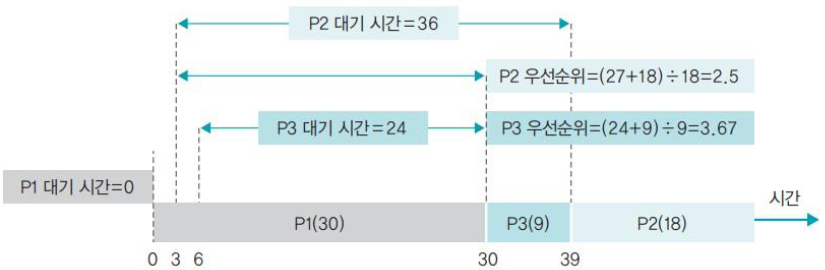 P2 대기 시간=36
P2 우선순위=(27+18)÷18=2.5
P3 대기 시간=24
P3 우선순위=(24+9)÷9=3.67
P1 대기 시간=0
시간
P1(30)
P3(9)
P2(18)
0 3 6 30 39